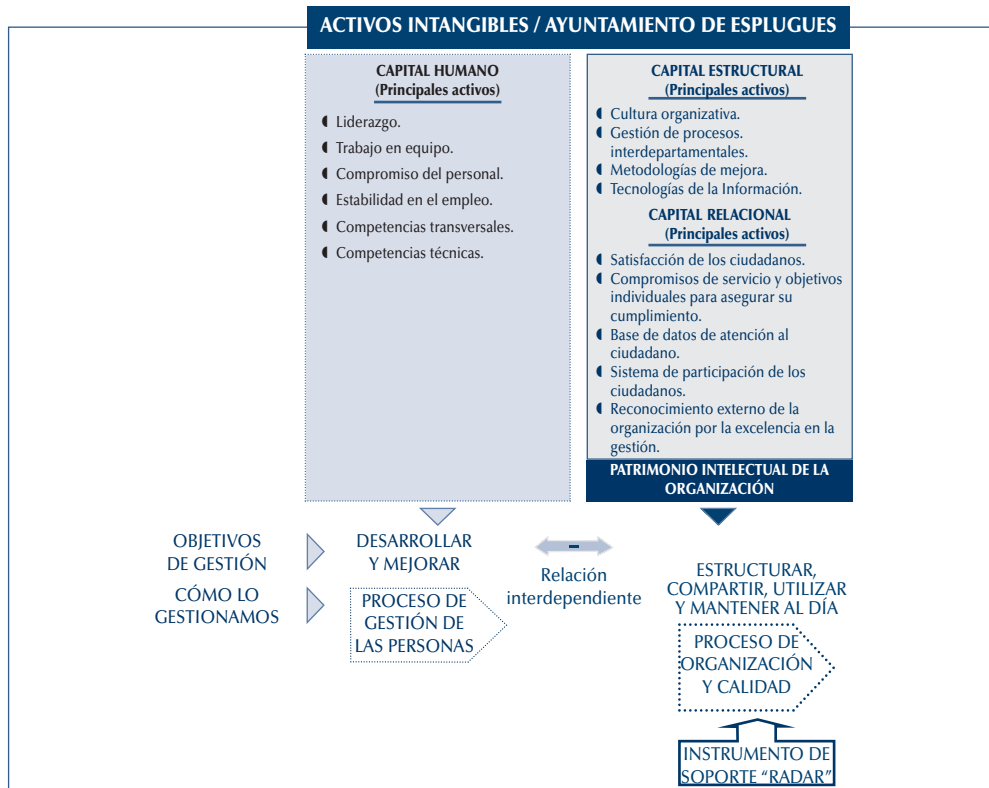 ACTIVOS INTANGIBLES / AYUNTAMIENTO DE ESPLUGUES
CAPITAL HUMANO
(Principales activos)
Liderazgo.
Trabajo en equipo.
Compromiso del personal.
Estabilidad en el empleo.
Competencias transversales.
Competencias técnicas.
CAPITAL ESTRUCTURAL
(Principales activos)
Cultura organizativa.
Gestión de procesos.
interdepartamentales.
Metodologías de mejora.
Tecnologías de la Información.
CAPITAL RELACIONAL
(Principales activos)
Satisfacción de los ciudadanos.
Compromisos de servicio y objetivos
individuales para asegurar su
cumplimiento.
Base de datos de atención al
ciudadano.
Sistema de participación de los
ciudadanos.
Reconocimiento externo de la
organización por la excelencia en la
gestión.
PATRIMONIO INTELECTUAL DE LA
ORGANIZACIÓN
OBJETIVOS
DE GESTIÓN
DESARROLLAR
Y MEJORAR
Relación
interdependiente
ESTRUCTURAR,
COMPARTIR, UTILIZAR
Y MANTENER AL DÍA
CÓMO LO
GESTIONAMOS
PROCESO DE
GESTIÓN DE
LAS PERSONAS
PROCESO DE
ORGANIZACIÓN
Y CALIDAD
INSTRUMENTO DE
SOPORTE “RADAR”